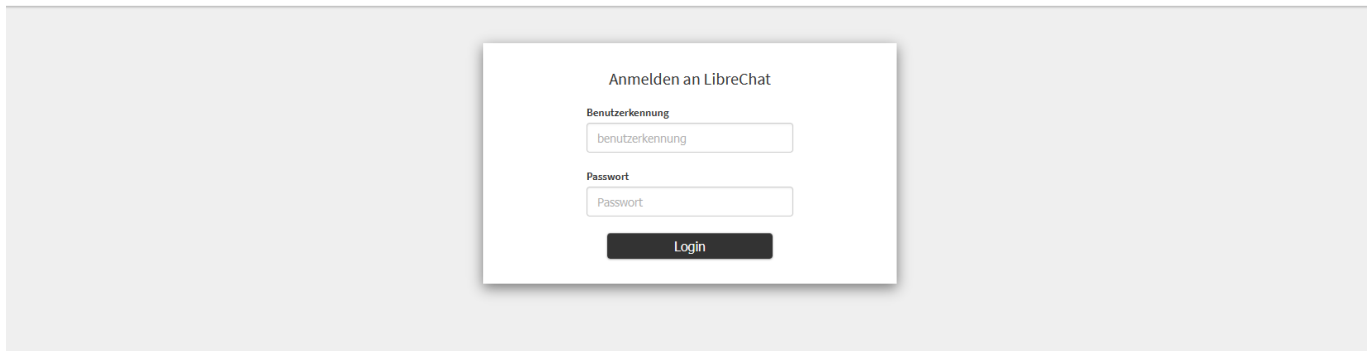 Anmelden an LibreChat
Benutzerkennung
benutzerkennung
Passwort
Passwort
Login